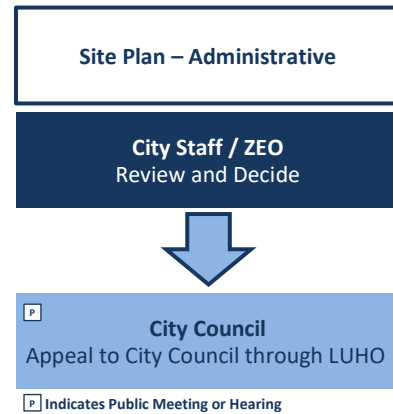 Site Plan – Administrative
City Staff / ZEO
Review and Decide
P
City Council
Appeal to City Council through LUHO
P Indicates Public Meeting or Hearing